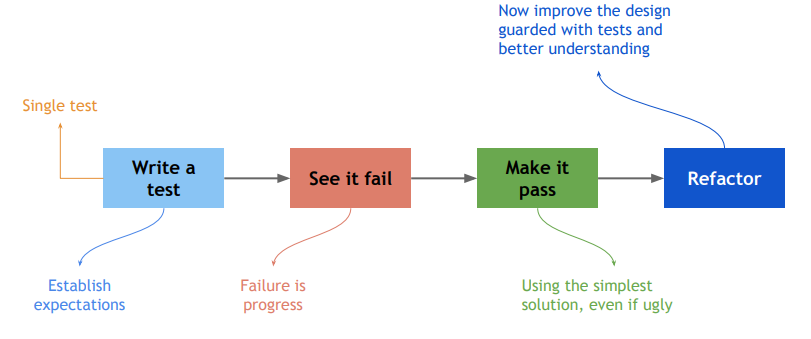 Now improve the design
guarded with tests and
better understanding
Single test
Write a
test
See it fail
Make it
pass
Refactor
Establish
expectations
Failure is
progress
Using the simplest
solution, even if ugly